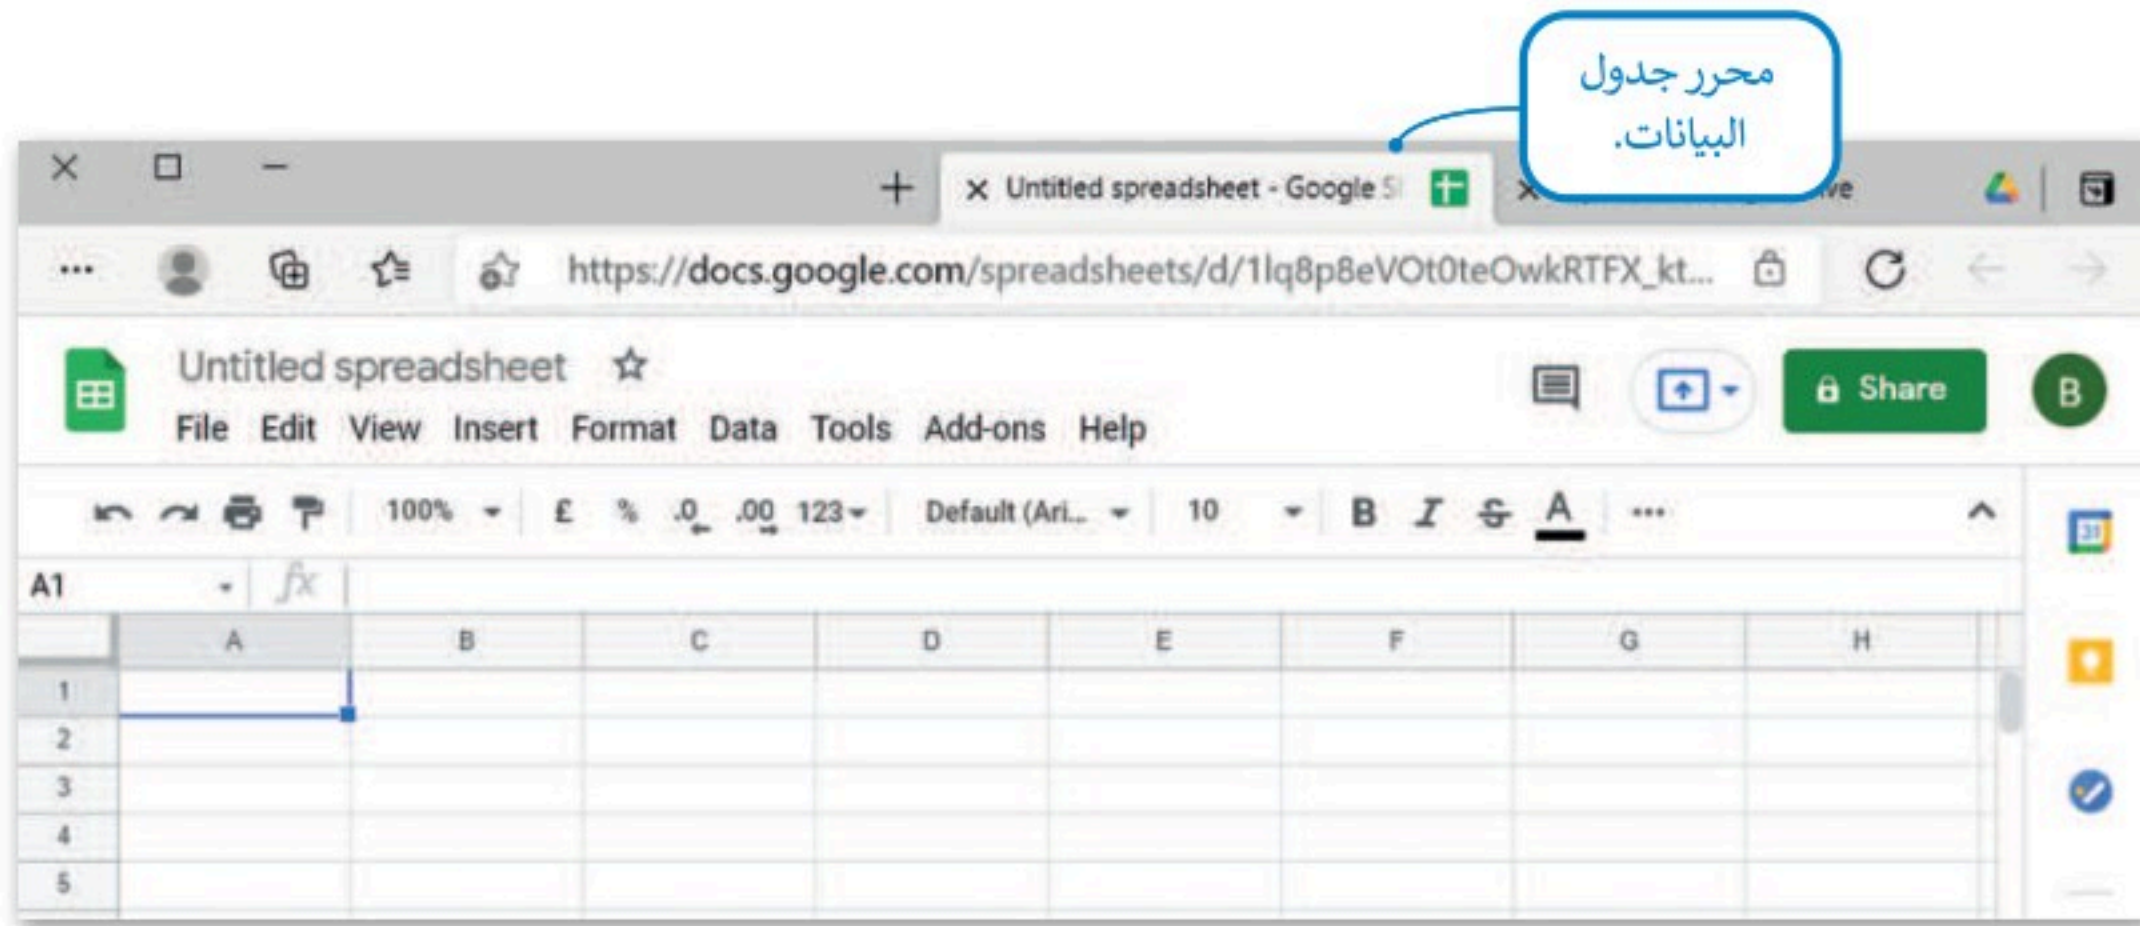 محرر جدول
البيانات.
Untitled spreadsheet - Google
https://docs.google.com/spreadsheets/d/1lq8p8eVOt0teOwkRTFX_kt...
Untitled spreadsheet
Share
B
File Edit View Insert Format Data Tools Add-ons Help
100% £ % .0 .00 123 Default (Ari... 10 B I S A ...
31
A1 fx
A B C D E F G H
1
2
3
4
5